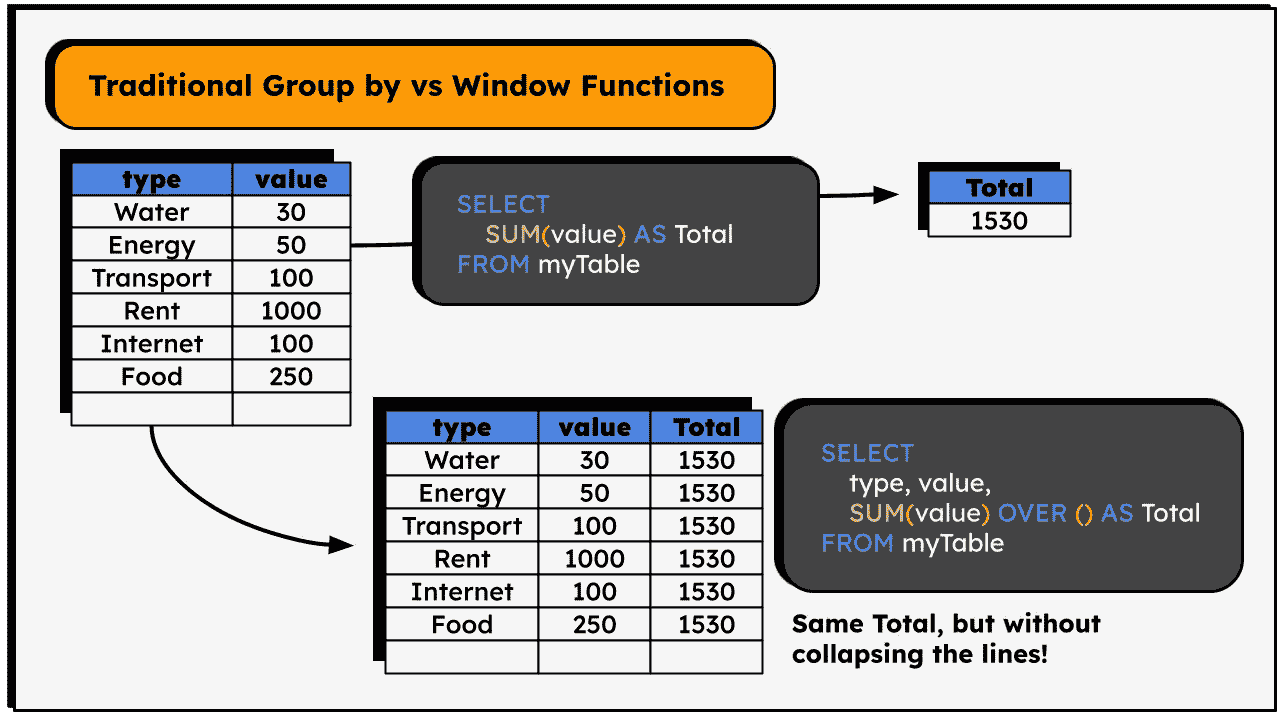 Traditional Group by vs Window Functions
type value
Water 30
Energy 50
Transport 100
Rent 1000
Internet 100
Food 250
SELECT
SUM(value) AS Total
FROM myTable
Total
1530
type value Total
Water 30 1530
Energy 50 1530
Transport 100 1530
Rent 1000 1530
Internet 100 1530
Food 250 1530
SELECT
type, value,
SUM(value) OVER () AS Total
FROM myTable
Same Total, but without
collapsing the lines!